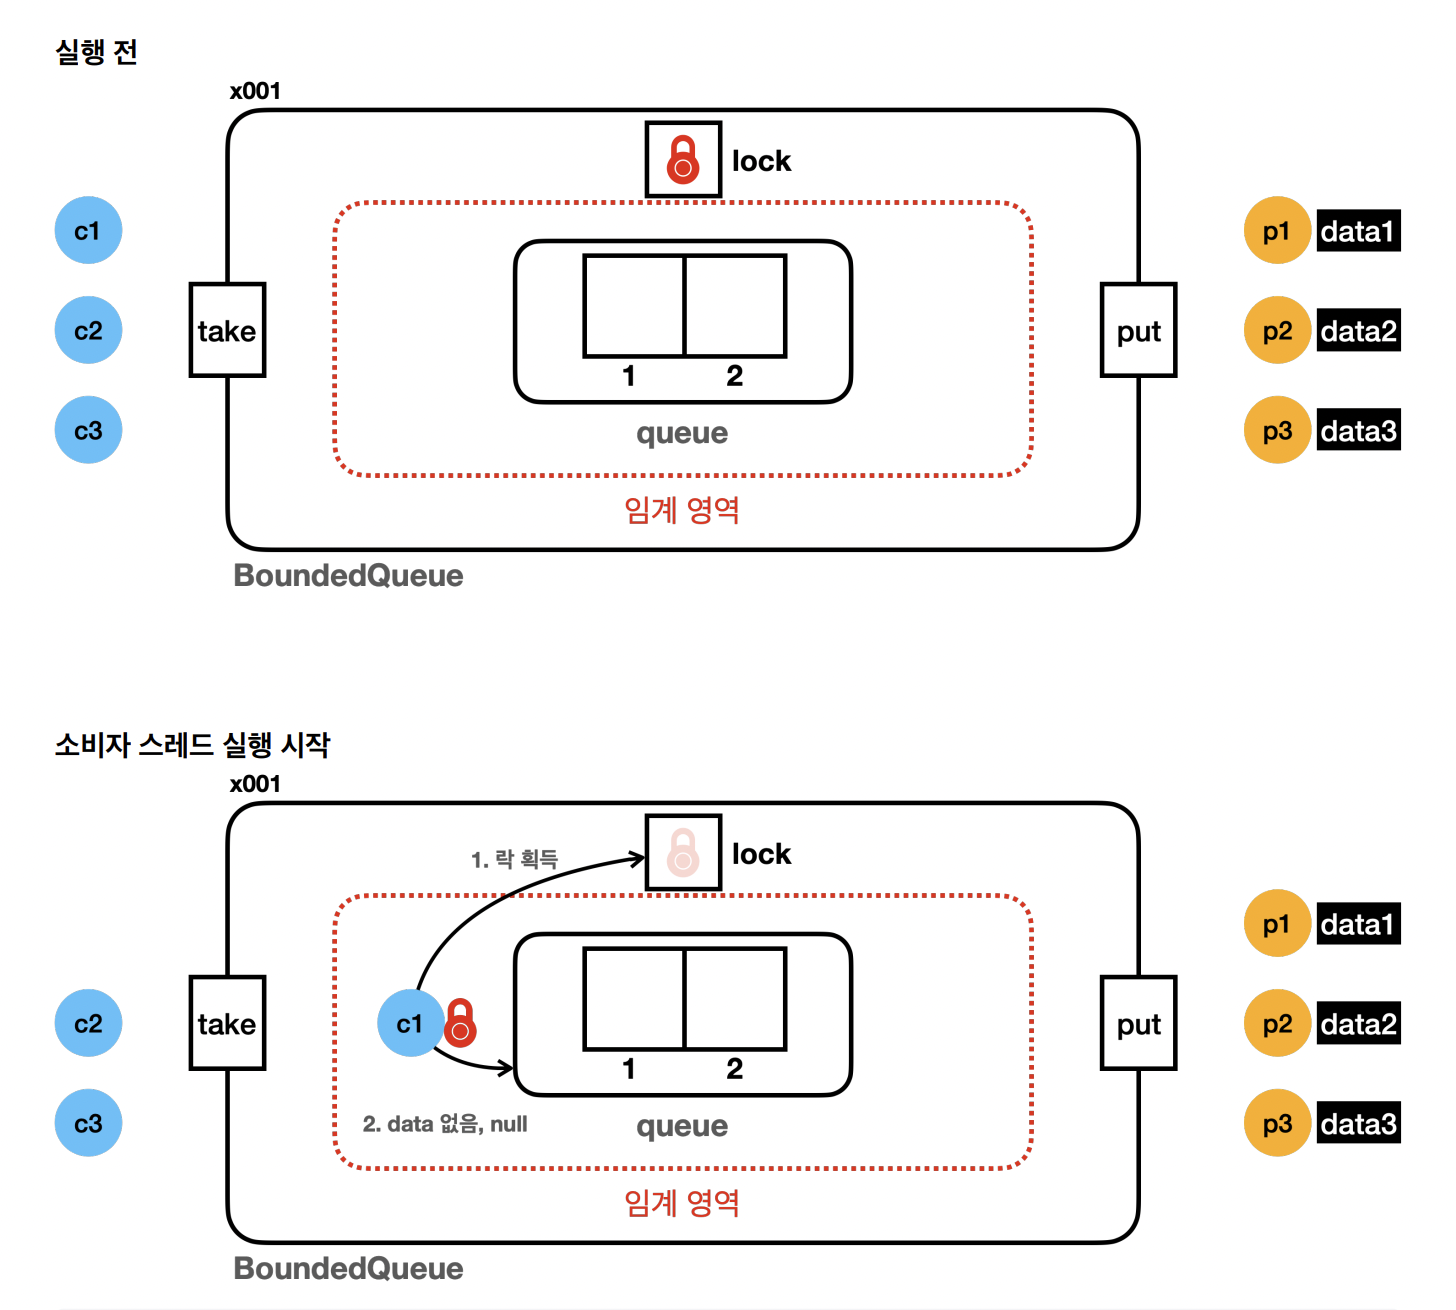 실행 전
x001
lock
c1
p1 data1
c2
take
put
p2 data2
1 2
c3
queue
p3 data3
임계 영역
BoundedQueue
소비자 스레드 실행 시작
x001
1. 락 획득
lock
p1 data1
c2
take
c1
put
p2 data2
1 2
c3
2. data 없음, null
queue
p3 data3
임계 영역
BoundedQueue